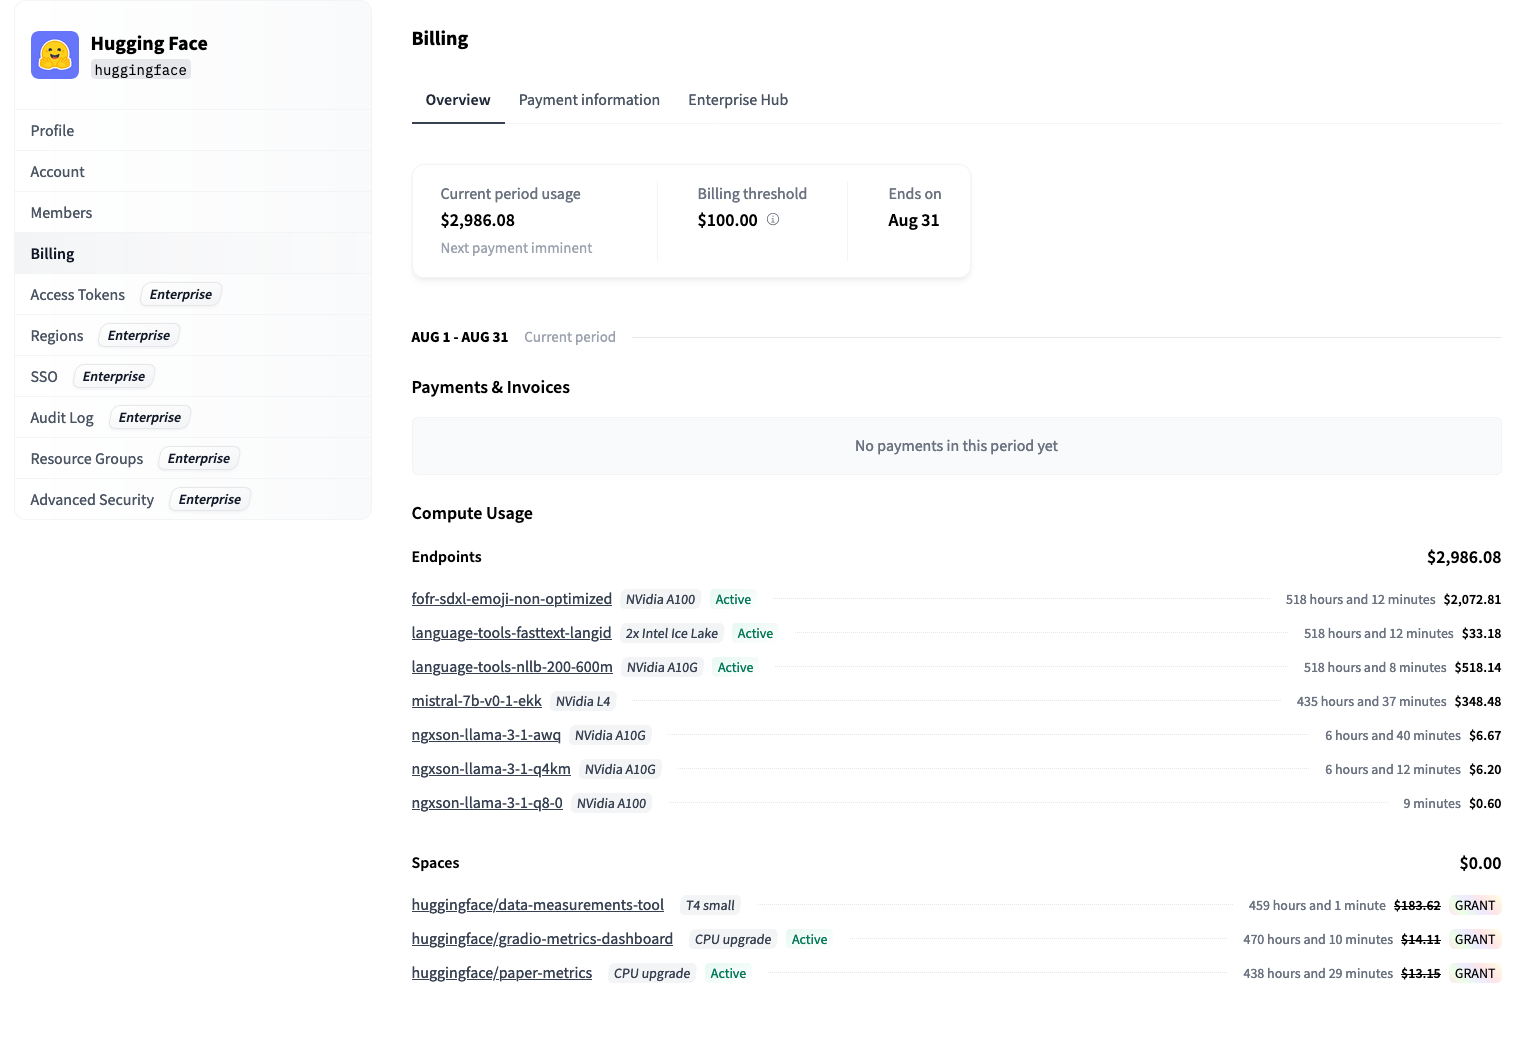 Hugging Face
huggingface
Profile
Account
Members
Billing
Access Tokens Enterprise
Regions Enterprise
SSO Enterprise
Audit Log Enterprise
Resource Groups Enterprise
Advanced Security Enterprise
Billing
Overview Payment information Enterprise Hub
Current period usage
$2,986.08
Next payment imminent
Billing threshold
$100.00
Ends on
Aug 31
AUG 1 - AUG 31 Current period
Payments & Invoices
No payments in this period yet
Compute Usage
Endpoints $2,986.08
fofr-sdxl-emoji-non-optimized NVidia A100 Active 518 hours and 12 minutes $2,072.81
language-tools-fasttext-langid 2x Intel Ice Lake Active 518 hours and 12 minutes $33.18
language-tools-nllb-200-600m NVidia A10G Active 518 hours and 8 minutes $518.14
mistral-7b-v0-1-ekk NVidia L4 435 hours and 37 minutes $348.48
ngxson-llama-3-1-awq NVidia A10G 6 hours and 40 minutes $6.67
ngxson-llama-3-1-q4km NVidia A10G 6 hours and 12 minutes $6.20
ngxson-llama-3-1-q8-0 NVidia A100 9 minutes $0.60
Spaces $0.00
huggingface/data-measurements-tool T4 small 459 hours and 1 minute $183.62 GRANT
huggingface/gradio-metrics-dashboard CPU upgrade Active 470 hours and 10 minutes $14.11 GRANT
huggingface/paper-metrics CPU upgrade Active 438 hours and 29 minutes $13.15 GRANT